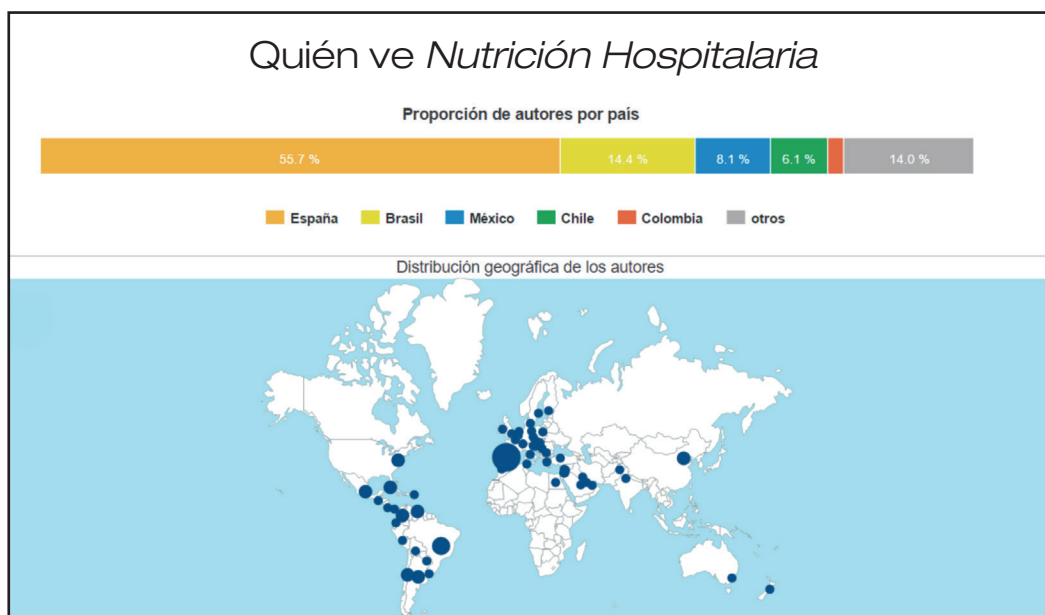 Quién ve Nutrición Hospitalaria
Proporción de autores por país
55.7 % 14.4 % 8.1 % 6.1 % 14.0 %
España Brasil México Chile Colombia otros
Distribución geográfica de los autores